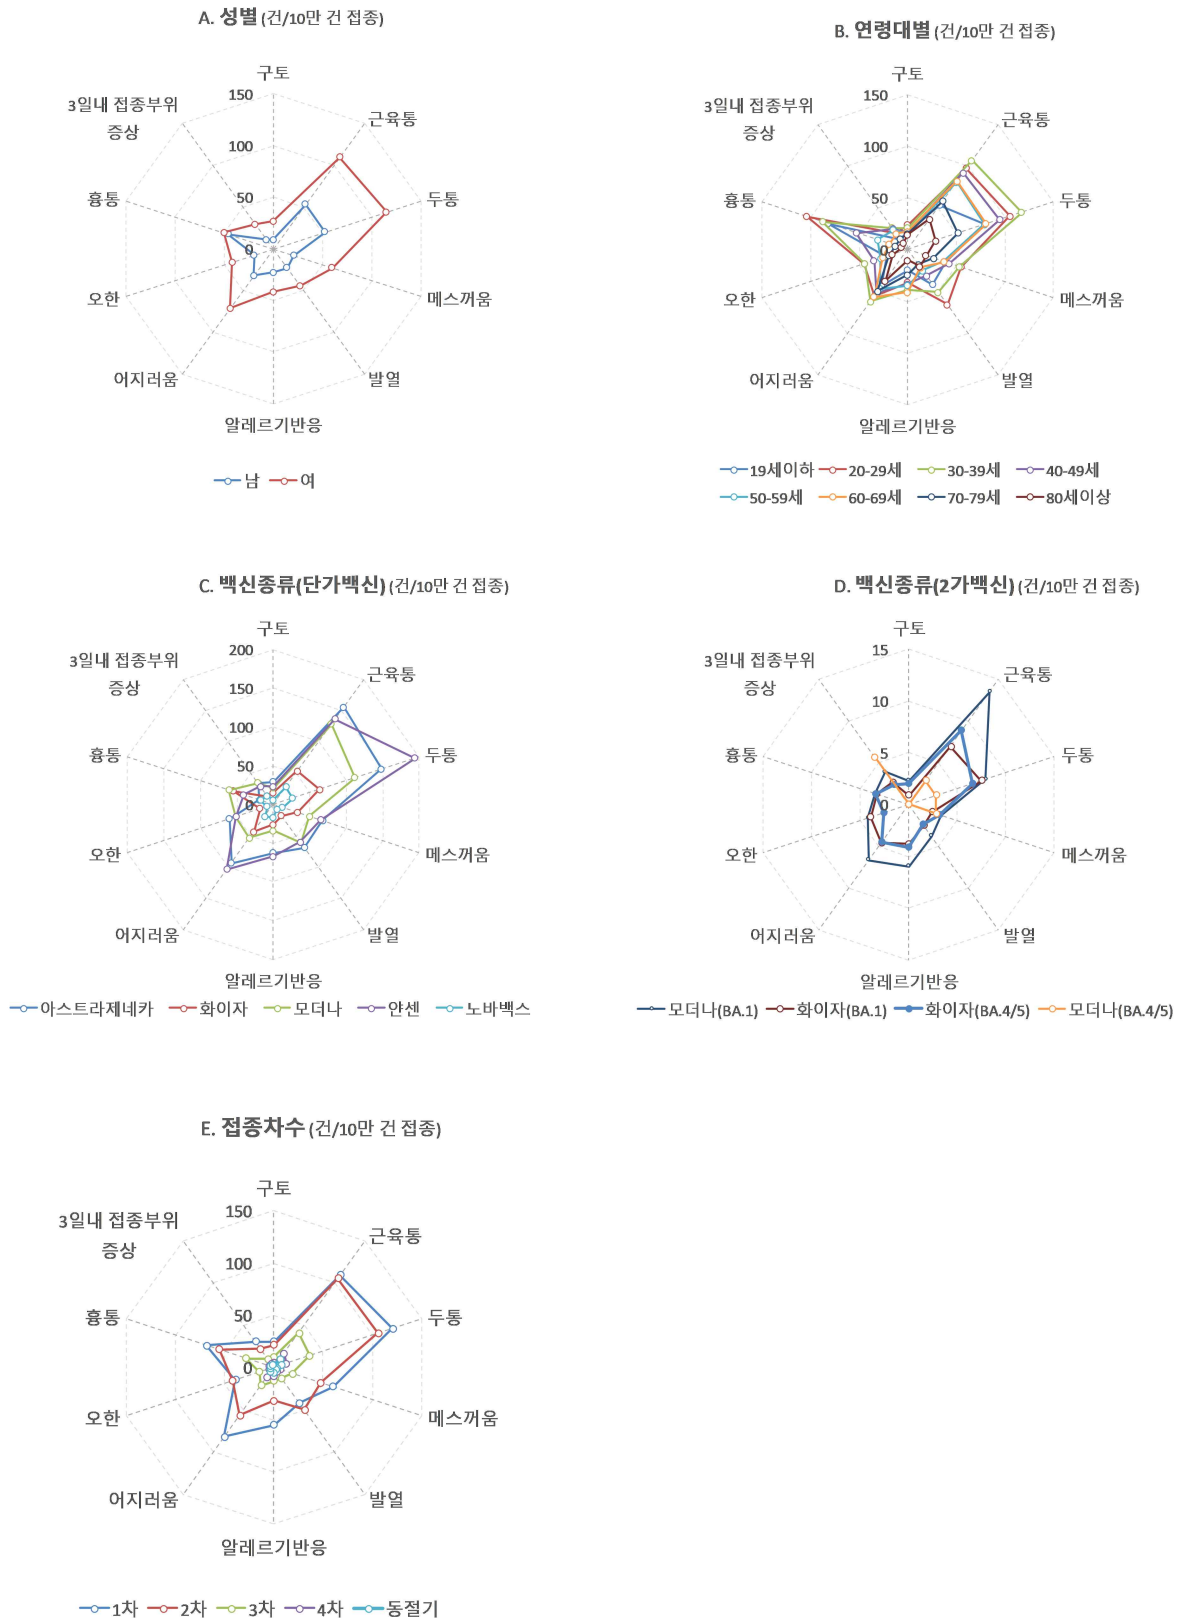 A. 성별 (건/10만 건 접종)
구토
150
3일내 접종부위
증상
근육통
100
흉통
50
두통
0
오한
메스꺼움
어지러움
발열
알레르기반응
남 여
B. 연령대별 (건/10만 건 접종)
구토
150
3일내 접종부위
증상
근육통
100
흉통
50
두통
0
오한
메스꺼움
어지러움
발열
알레르기반응
19세이하 20-29세 30-39세 40-49세
50-59세 60-69세 70-79세 80세이상
C. 백신종류(단가백신) (건/10만 건 접종)
구토
200
3일내 접종부위
증상
근육통
150
100
흉통
두통
50
0
오한
메스꺼움
어지러움
발열
알레르기반응
아스트라제네카 화이자 모더나 얀센 노바백스
D. 백신종류(2가백신) (건/10만 건 접종)
구토
15
3일내 접종부위
증상
근육통
10
흉통
5
두통
0
오한
메스꺼움
어지러움
발열
알레르기반응
모더나(BA.1) 화이자(BA.1) 화이자(BA.4/5) 모더나(BA.4/5)
E. 접종차수 (건/10만 건 접종)
구토
150
3일내 접종부위
증상
근육통
100
흉통
50
두통
0
오한
메스꺼움
어지러움
발열
알레르기반응
1차 2차 3차 4차 동절기